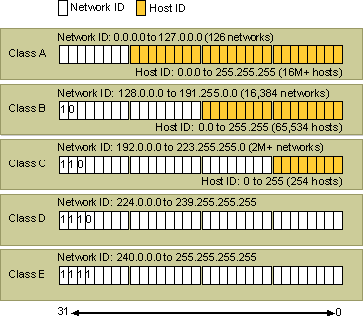 Network ID Host ID
Network ID: 0.0.0.0 to 127.0.0.0 (126 networks)
Class A
Host ID: 0.0.0 to 255.255.255 (16M+ hosts)
Network ID: 128.0.0.0 to 191.255.0.0 (16,384 networks)
Class B
1 0
Host ID: 0.0 to 255.255 (65,534 hosts)
Network ID: 192.0.0.0 to 223.255.255.0 (2M+ networks)
Class C
1 1 0
Host ID: 0 to 255 (254 hosts)
Network ID: 224.0.0.0 to 239.255.255.255
Class D
1 1 1 0
Network ID: 240.0.0.0 to 255.255.255.255
Class E
1 1 1 1
31 0